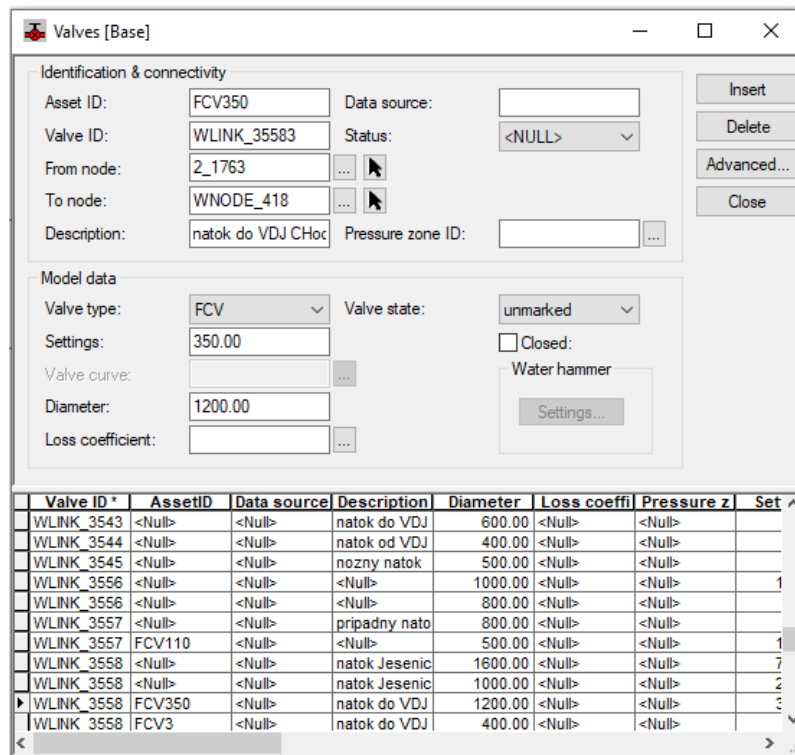 Valves [Base]
Identification & connectivity
Asset ID: FCV350 Data source: Insert
Valve ID: WLINK_35583 Status: <NULL> Delete
From node: 2_1763 ... Advanced...
To node: WNODE_418 ... Close
Description: natok do VDJ CHoc Pressure zone ID: ...
Model data
Valve type: FCV Valve state: unmarked
Settings: 350.00 Closed:
Valve curve: ... Water hammer
Diameter: 1200.00 Settings...
Loss coefficient: ...
Valve ID * AssetID Data source Description Diameter Loss coeffi Pressure z Set
WLINK_3543 <Null> <Null> natok do VDJ 600.00 <Null> <Null>
WLINK_3544 <Null> <Null> natok od VDJ 400.00 <Null> <Null>
WLINK_3545 <Null> <Null> nozny natok 500.00 <Null> <Null>
WLINK_3556 <Null> <Null> <Null> 1000.00 <Null> <Null> 1
WLINK_3556 <Null> <Null> <Null> 800.00 <Null> <Null>
WLINK_3557 <Null> <Null> pripadny nato 800.00 <Null> <Null>
WLINK_3557 FCV110 <Null> <Null> 500.00 <Null> <Null> 1
WLINK_3558 <Null> <Null> natok Jesenic 1600.00 <Null> <Null> 7
WLINK_3558 <Null> <Null> natok Jesenic 1000.00 <Null> <Null> 2
WLINK_3558 FCV350 <Null> natok do VDJ 1200.00 <Null> <Null> 3
WLINK_3558 FCV3 <Null> natok do VDJ 400.00 <Null> <Null>